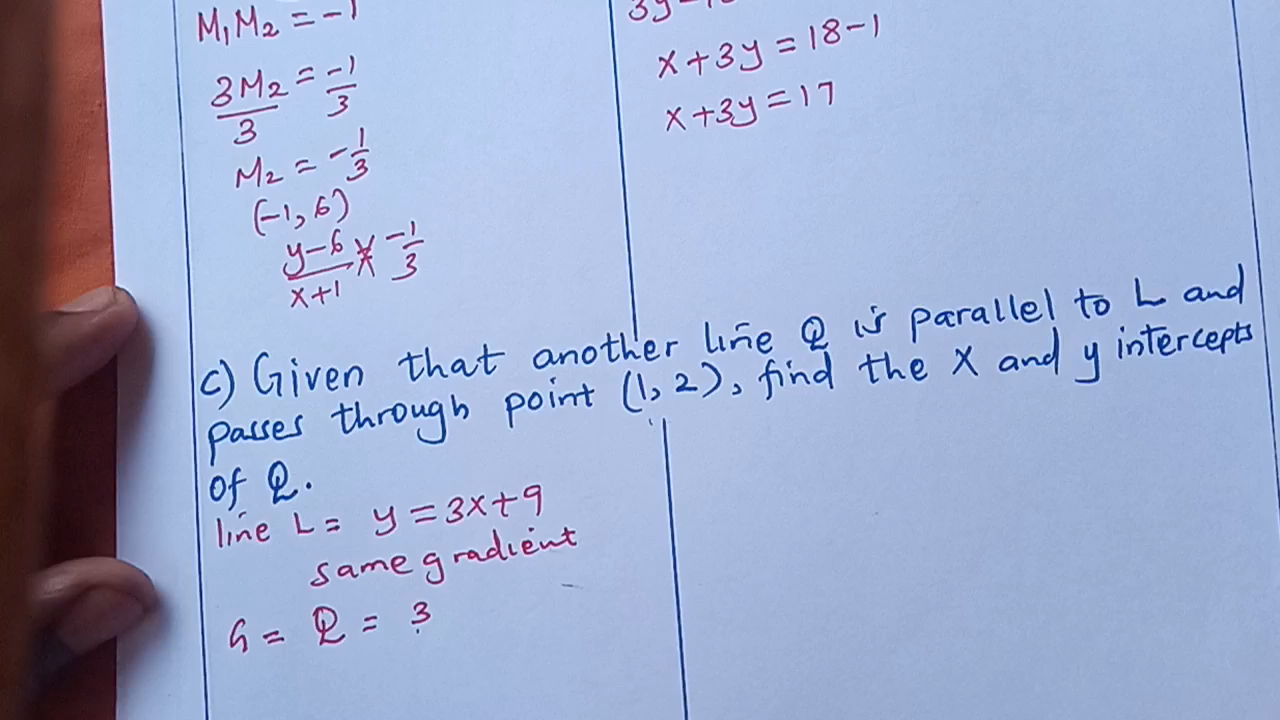 M₁M₂ = -1
3M₂/3 = -1/3
M₂ = -1/3
(-1, 6)
y-6/x+1 = -1/3
x+3y = 18-1
x+3y = 17
c) Given that another line Q is parallel to L and
passes through point (1, 2), find the X and y intercepts
of Q.
line L = y = 3x+9
same gradient
G = Q = 3